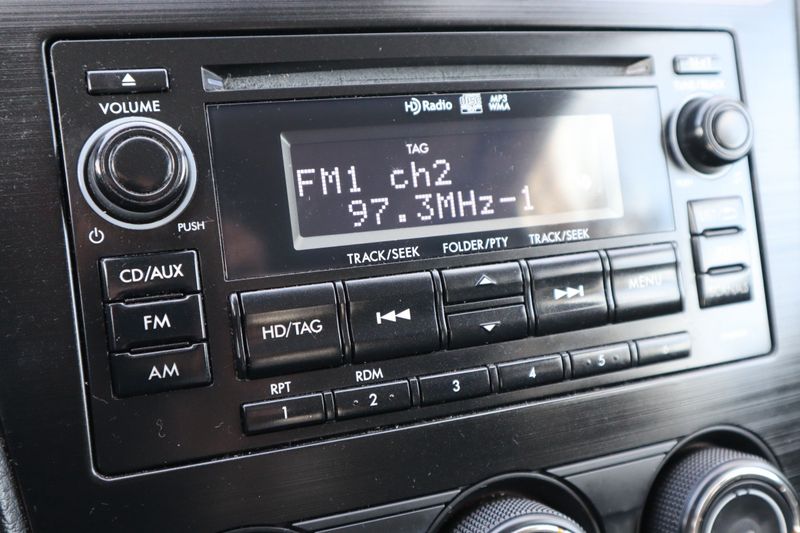 VOLUME
HD Radio
MP3
WMA
TAG
FM1 ch2
97.3MHz-1
PUSH
TRACK/SEEK
FOLDER/PTY
TRACK/SEEK
CD/AUX
FM
AM
HD/TAG
MENU
RPT
RDM
1
2
3
4
5
6